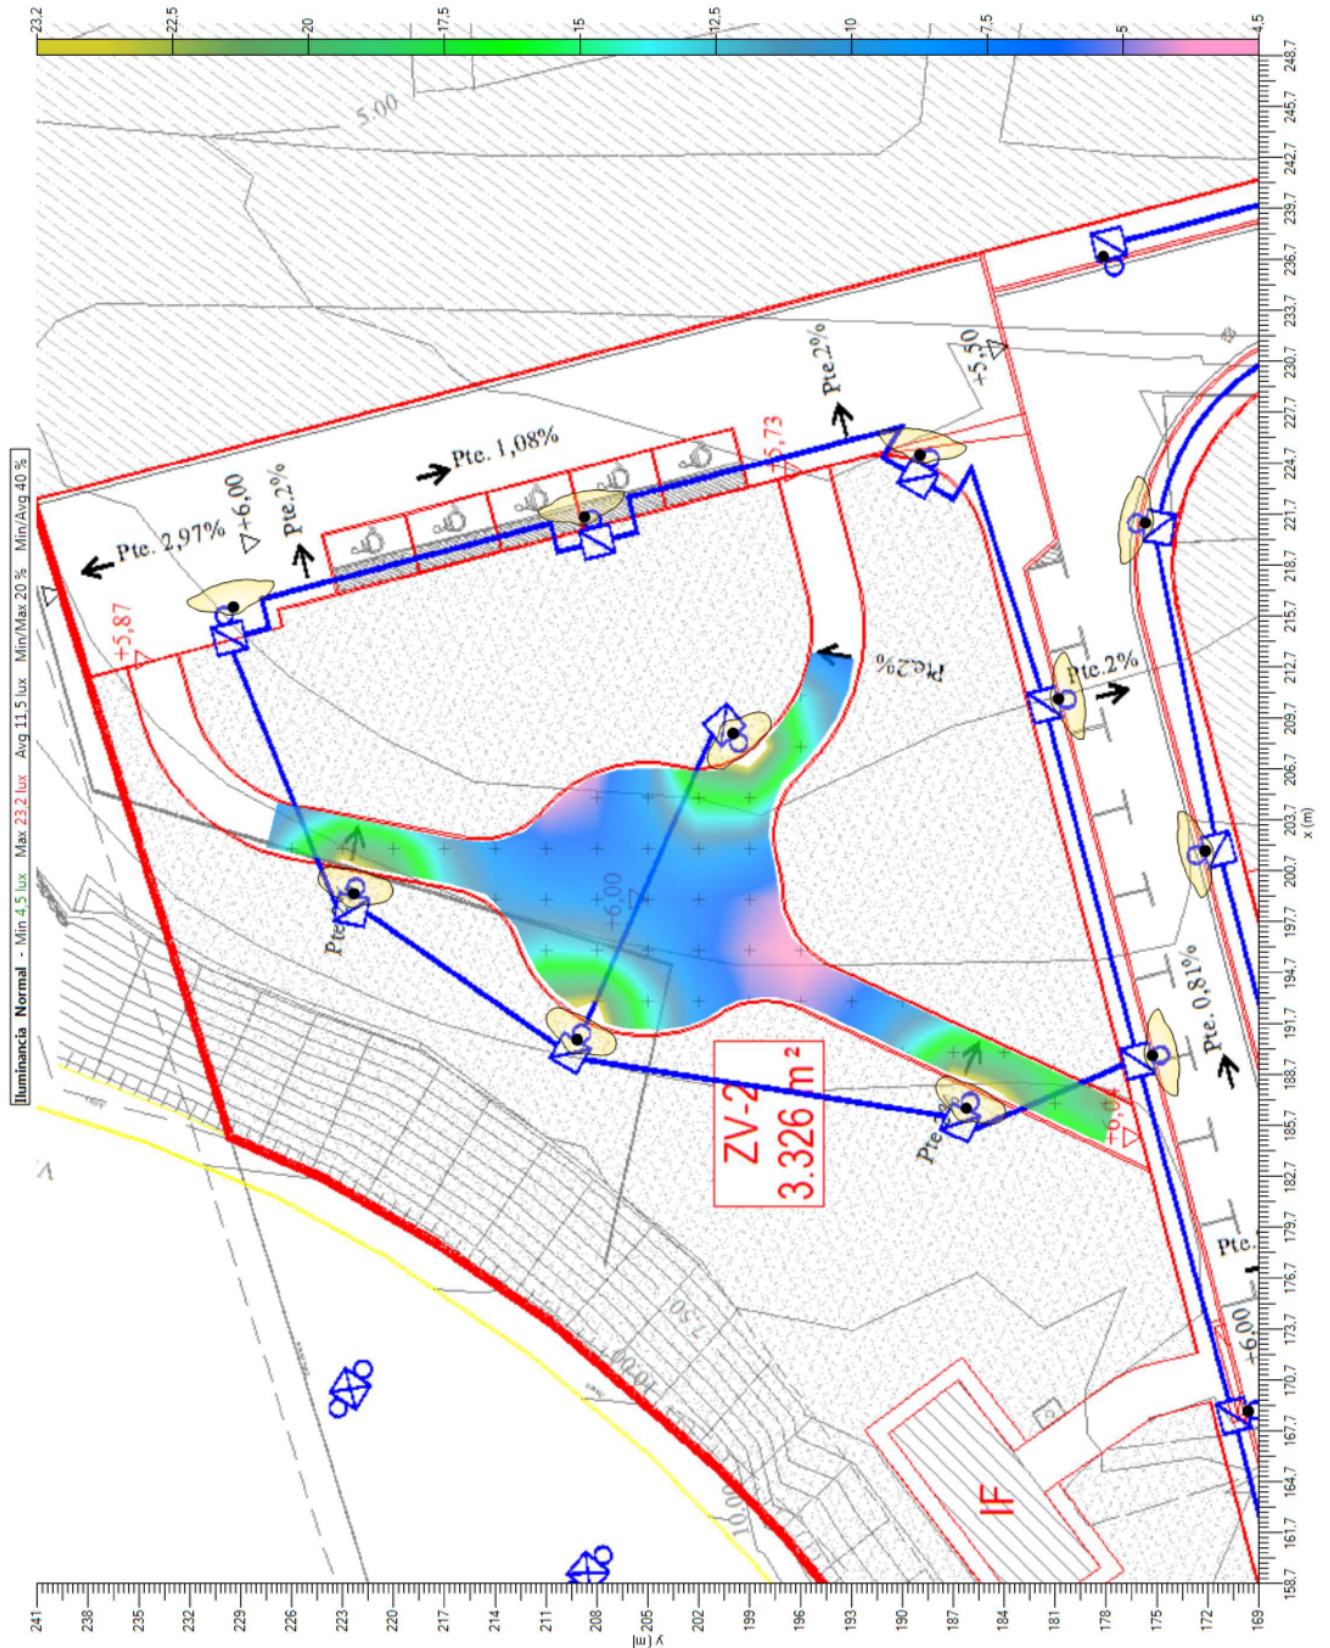 Iluminancia Normal - Min 4,5 lux Max 23,2 lux Avg 11,5 lux Min/Max 20 % Min/Avg 40 %
23.2 22.5 20 17.5 15 12.5 10 7.5 5 4.5
5.00
Pte. 2,97%
+6,00
Pte.2%
Pte. 1,08%
+5,87
+5,73
Pte.2%
+5,50
Pte.2%
Pte.2%
+6,00
ZV-2
3.326 m²
+6,04
Pte. 0,81%
Pte.
+6,00
7.50
10.00
10.00
IF
V
241 238 235 232 229 226 223 220 217 214 211 208 205 202 199 196 193 190 187 184 181 178 175 172 169
y (m)
158.7 161.7 164.7 167.7 170.7 173.7 176.7 179.7 182.7 185.7 188.7 191.7 194.7 197.7 200.7 203.7 206.7 209.7 212.7 215.7 218.7 221.7 224.7 227.7 230.7 233.7 236.7 239.7 242.7 245.7 248.7
x (m)